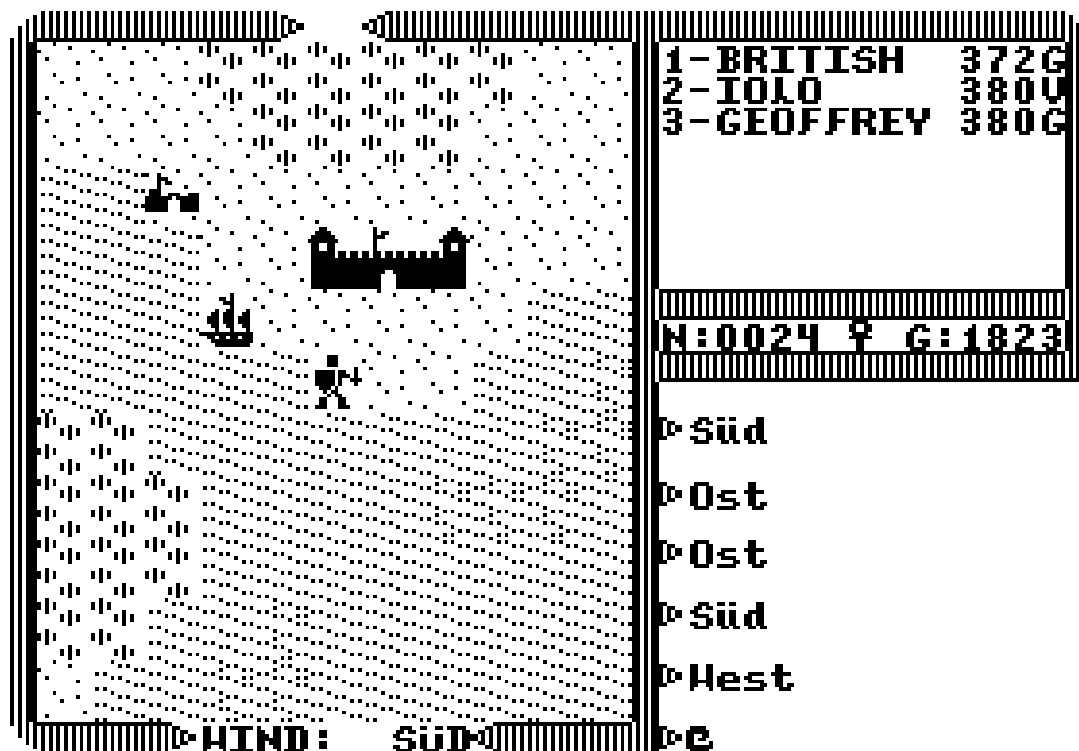 1-BRITISH 372G
2-IOLO 380V
3-GEOFFREY 380G
N:0024 ♀ G:1823
Süd
Ost
Ost
Süd
West
WIND: SüD